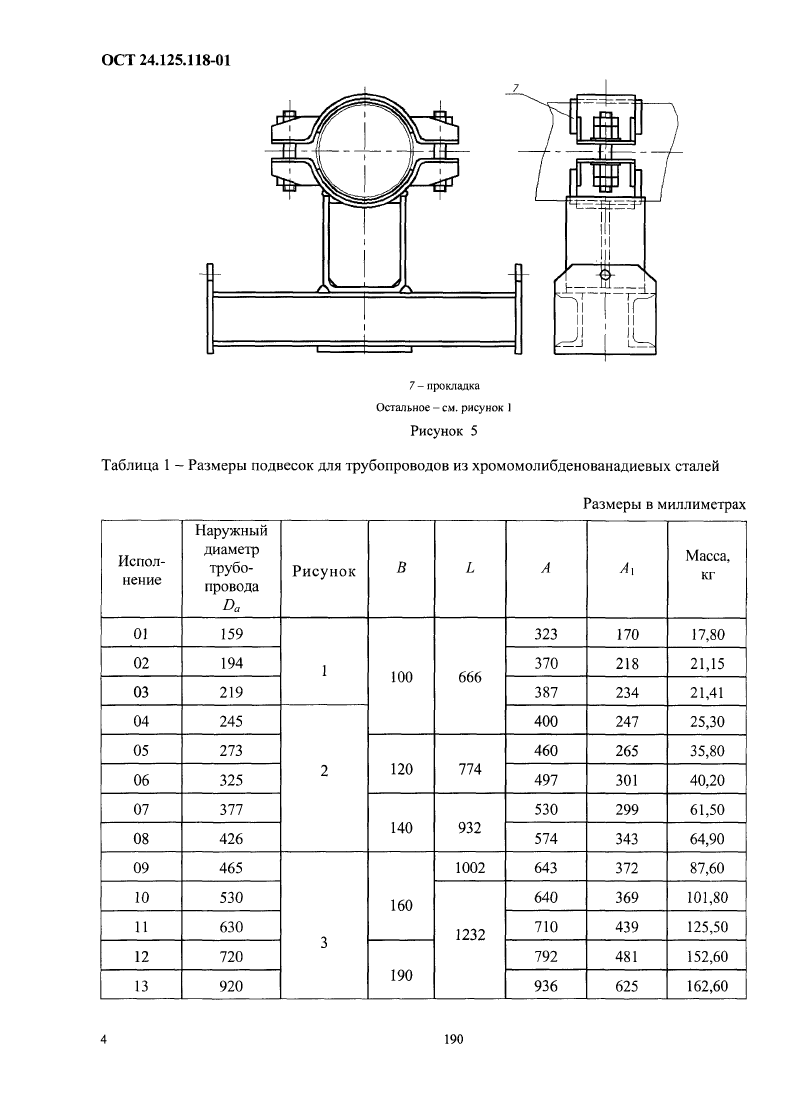 ОСТ 24.125.118-01
7
7 – прокладка
Остальное – см. рисунок 1
Рисунок 5
Таблица 1 – Размеры подвесок для трубопроводов из хромомолибденованадиевых сталей
Размеры в миллиметрах
Испол-
нение
Наружный
диаметр
трубо-
провода
Dа
Рисунок
B
L
A
A1
Масса,
кг
01 159 1 100 666 323 170 17,80
02 194 370 218 21,15
03 219 387 234 21,41
04 245 2 400 247 25,30
05 273 120 774 460 265 35,80
06 325 497 301 40,20
07 377 140 932 530 299 61,50
08 426 574 343 64,90
09 465 3 160 1002 643 372 87,60
10 530 1232 640 369 101,80
11 630 710 439 125,50
12 720 190 792 481 152,60
13 920 936 625 162,60
4
190